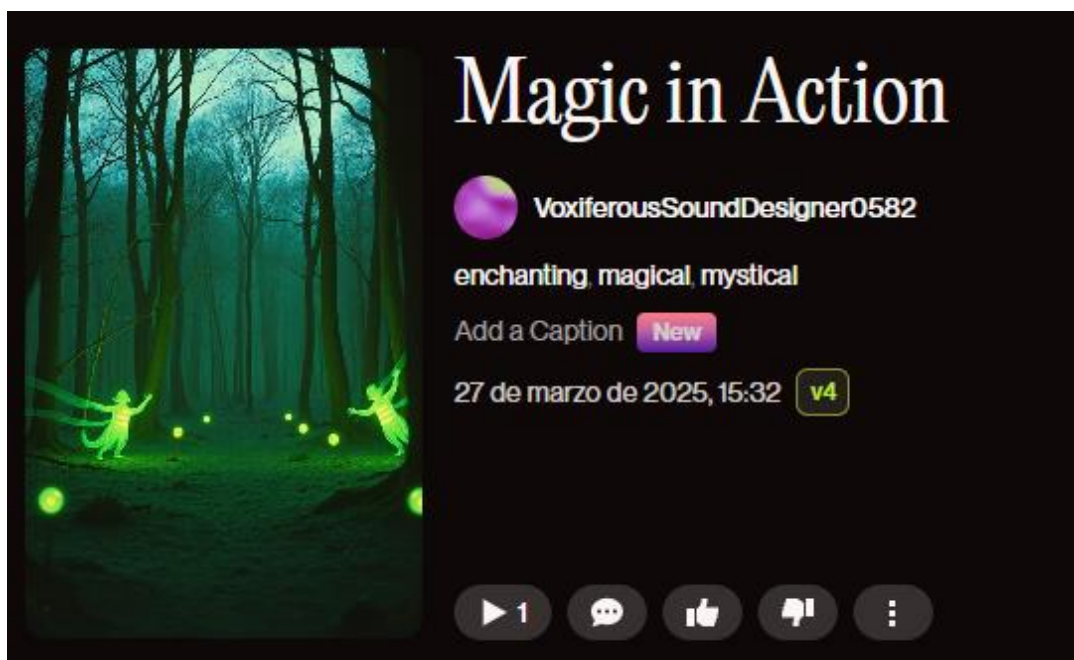 Magic in Action
VoxiferousSoundDesigner0582
enchanting, magical, mystical
Add a Caption New
27 de marzo de 2025, 15:32 v4
1